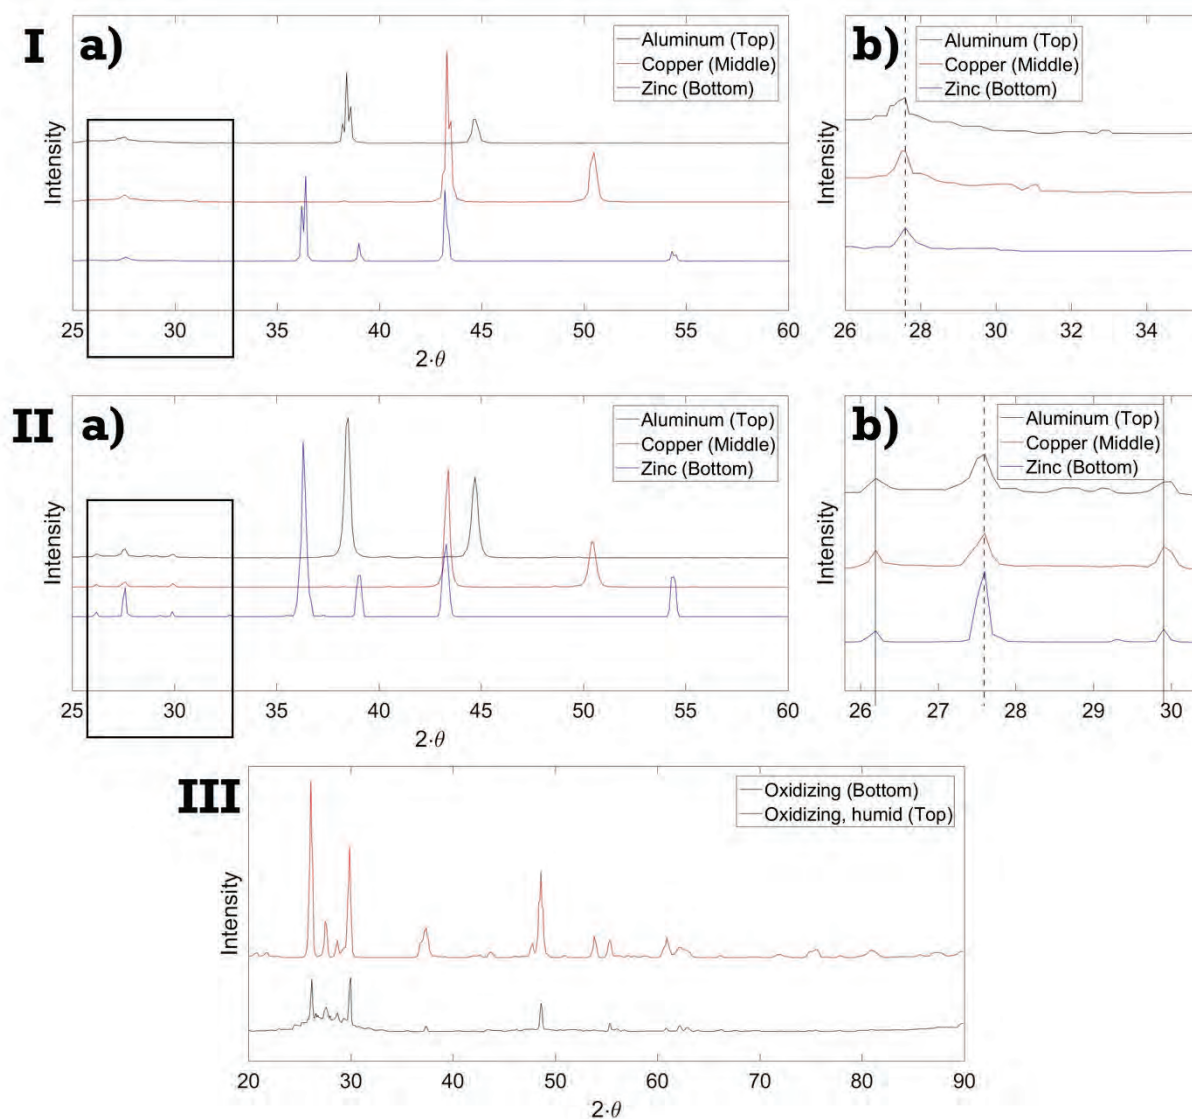 I a)
Aluminum (Top)
Copper (Middle)
Zinc (Bottom)
Intensity
25 30 35 40 45 50 55 60
2·θ
b)
Aluminum (Top)
Copper (Middle)
Zinc (Bottom)
Intensity
26 28 30 32 34
II a)
Aluminum (Top)
Copper (Middle)
Zinc (Bottom)
Intensity
25 30 35 40 45 50 55 60
2·θ
b)
Aluminum (Top)
Copper (Middle)
Zinc (Bottom)
Intensity
26 27 28 29 30
III
Oxidizing (Bottom)
Oxidizing, humid (Top)
Intensity
20 30 40 50 60 70 80 90
2·θ